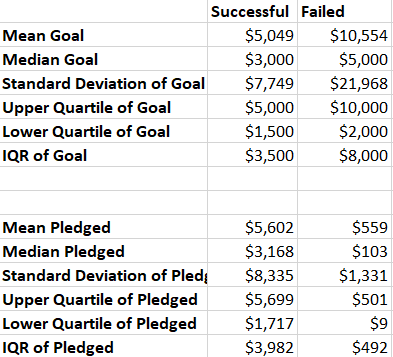 Successful Failed
Mean Goal $5,049 $10,554
Median Goal $3,000 $5,000
Standard Deviation of Goal $7,749 $21,968
Upper Quartile of Goal $5,000 $10,000
Lower Quartile of Goal $1,500 $2,000
IQR of Goal $3,500 $8,000
Mean Pledged $5,602 $559
Median Pledged $3,168 $103
Standard Deviation of Pledg $8,335 $1,331
Upper Quartile of Pledged $5,699 $501
Lower Quartile of Pledged $1,717 $9
IQR of Pledged $3,982 $492